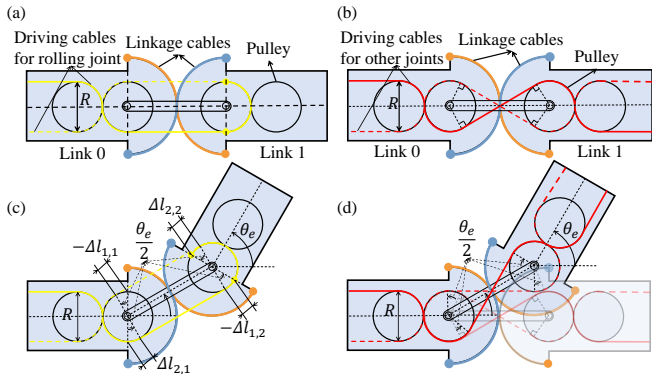 (a)
Driving cables
for rolling joint
Linkage cables
Pulley
R
Link 0
Link 1
(b)
Driving cables
for other joints
Linkage cables
Pulley
R
Link 0
Link 1
(c)
Δl₂,₂
θₑ/2
θₑ
−Δl₁,₁
R
−Δl₁,₂
Δl₂,₁
(d)
θₑ/2
θₑ
R